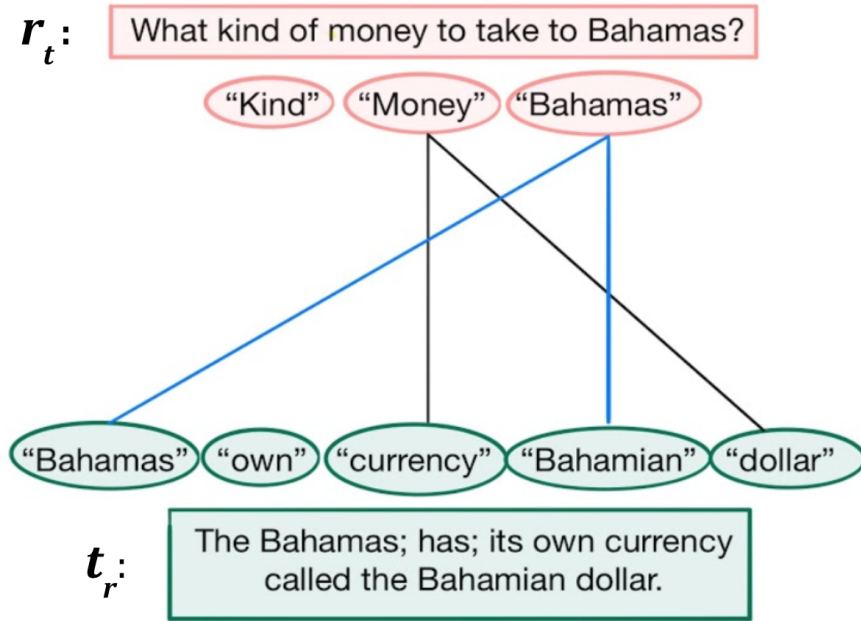 r_t: What kind of money to take to Bahamas?
“Kind” “Money” “Bahamas”
“Bahamas” “own” “currency” “Bahamian” “dollar”
t_r: The Bahamas; has; its own currency
called the Bahamian dollar.